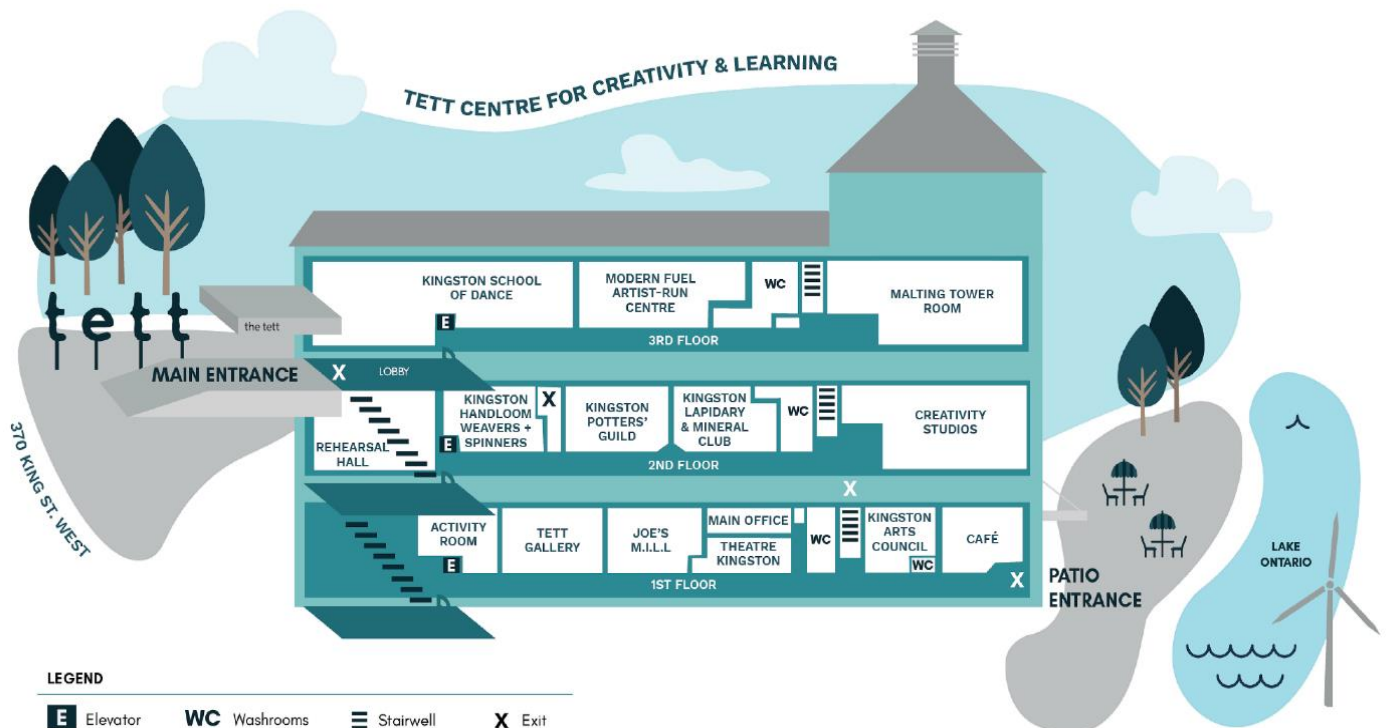 TETT CENTRE FOR CREATIVITY & LEARNING
tett
the tett
MAIN ENTRANCE
370 KING ST. WEST
KINGSTON SCHOOL
OF DANCE
E
MODERN FUEL
ARTIST-RUN
CENTRE
WC
MALTING TOWER
ROOM
3RD FLOOR
X
LOBBY
REHEARSAL
HALL
KINGSTON
HANDLOOM
WEAVERS +
SPINNERS
E
X
KINGSTON
POTTERS'
GUILD
KINGSTON
LAPIDARY
& MINERAL
CLUB
WC
CREATIVITY
STUDIOS
2ND FLOOR
X
ACTIVITY
ROOM
E
TETT
GALLERY
JOE'S
M.I.L.L
MAIN OFFICE
THEATRE
KINGSTON
WC
KINGSTON
ARTS
COUNCIL
WC
CAFÉ
X
1ST FLOOR
PATIO
ENTRANCE
LAKE
ONTARIO
LEGEND
E Elevator
WC Washrooms
Stairwell
X Exit